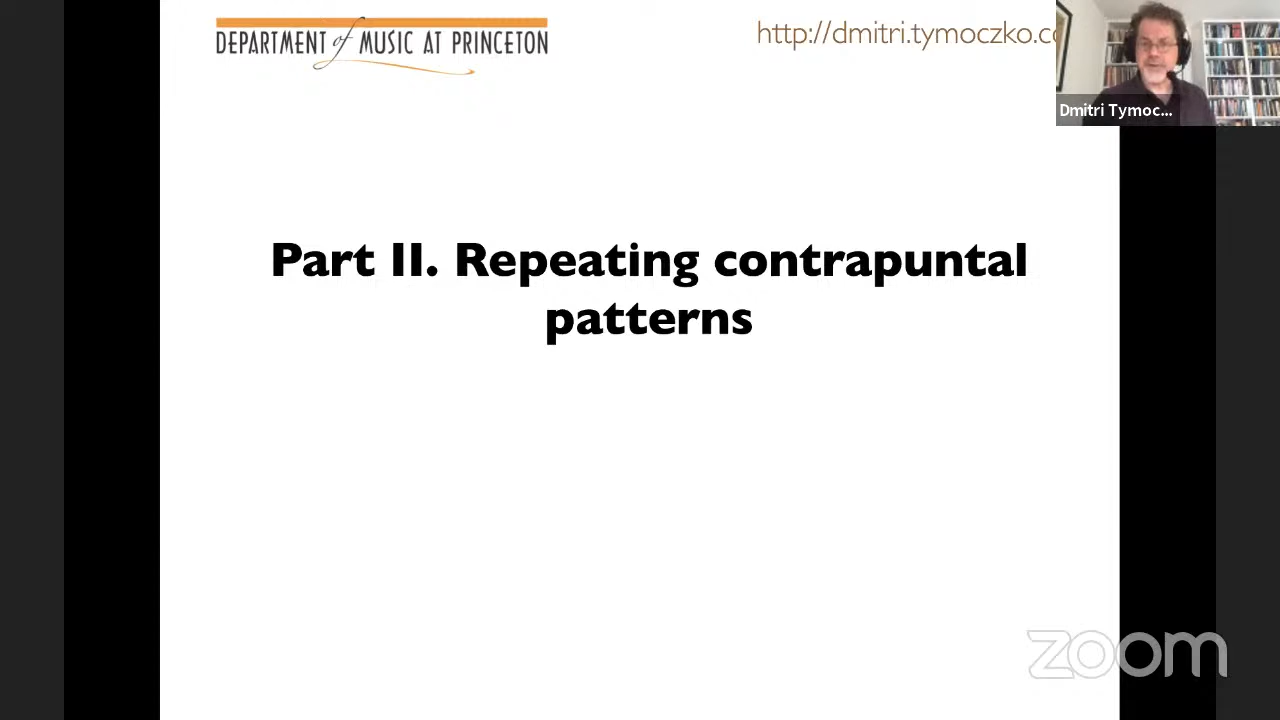 DEPARTMENT of MUSIC AT PRINCETON
http://dmitri.tymoczko.co
Dmitri Tymoc...
Part II. Repeating contrapuntal
patterns
zoom